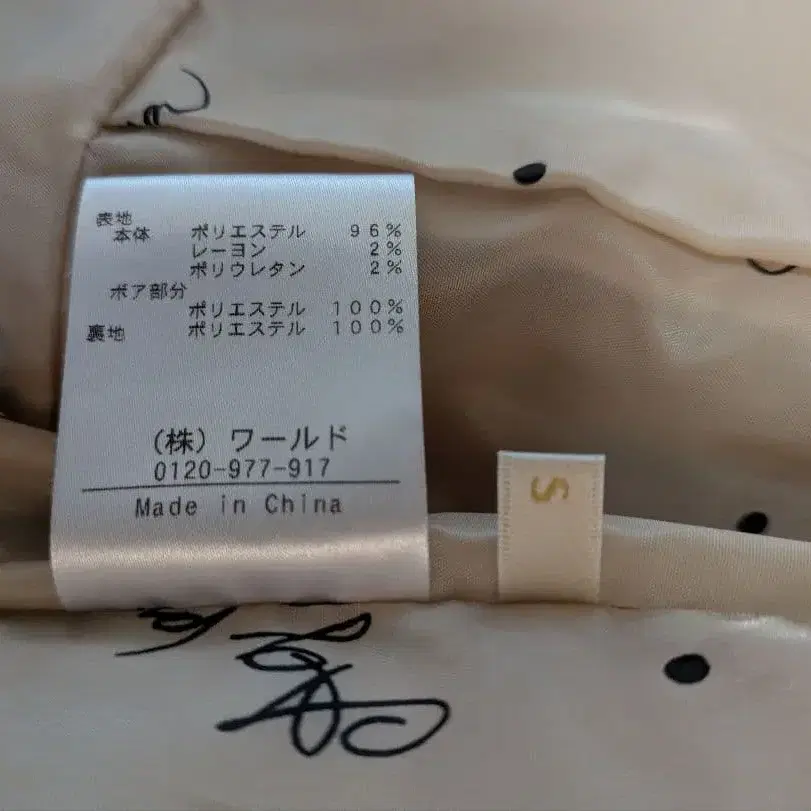 表地
本体 ポリエステル 96%
レーヨン 2%
ポリウレタン 2%
ボア部分
ポリエステル 100%
裏地 ポリエステル 100%
(株) ワールド
0120-977-917
Made in China
S